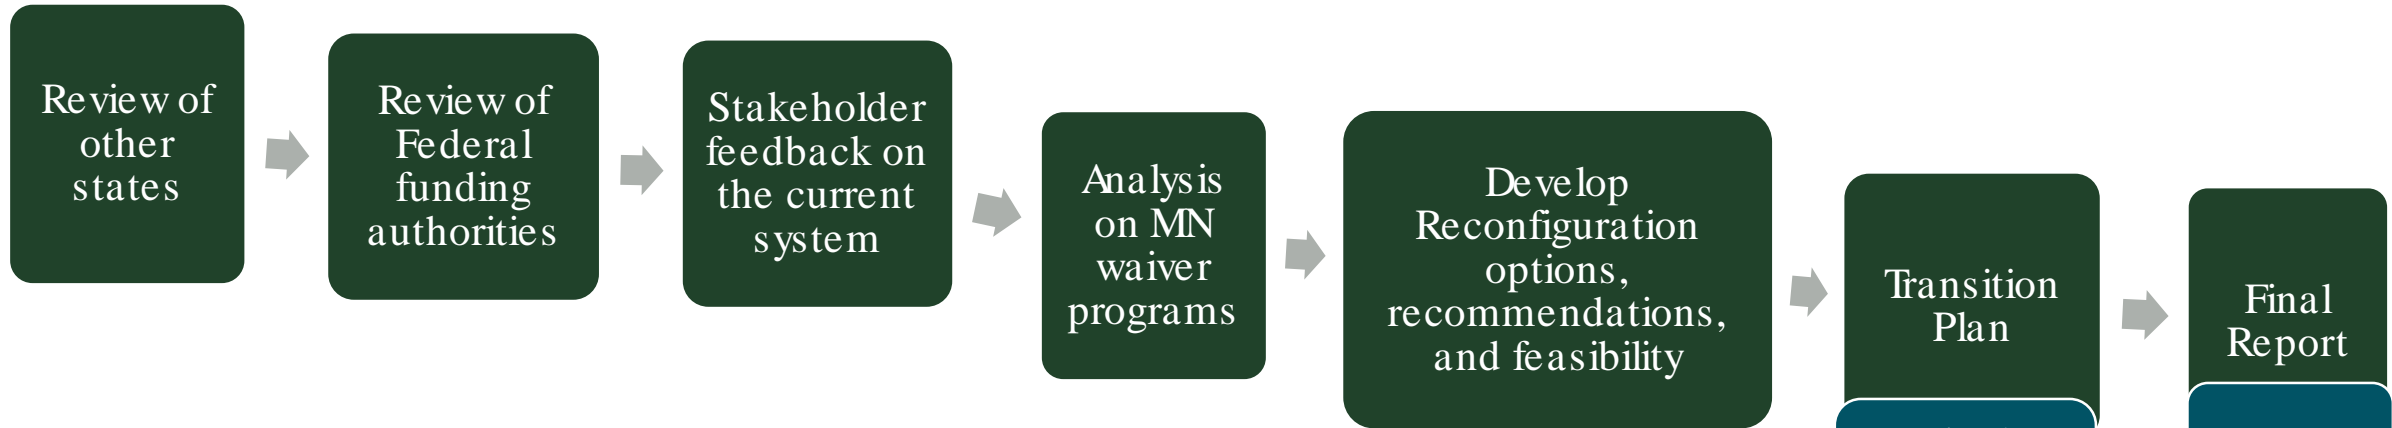 Review of
other
states
Review of
Federal
funding
authorities
Stakeholder
feedback on
the current
system
Analysis
on MN
waiver
programs
Develop
Reconfiguration
options,
recommendations,
and feasibility
Transition
Plan
Final
Report